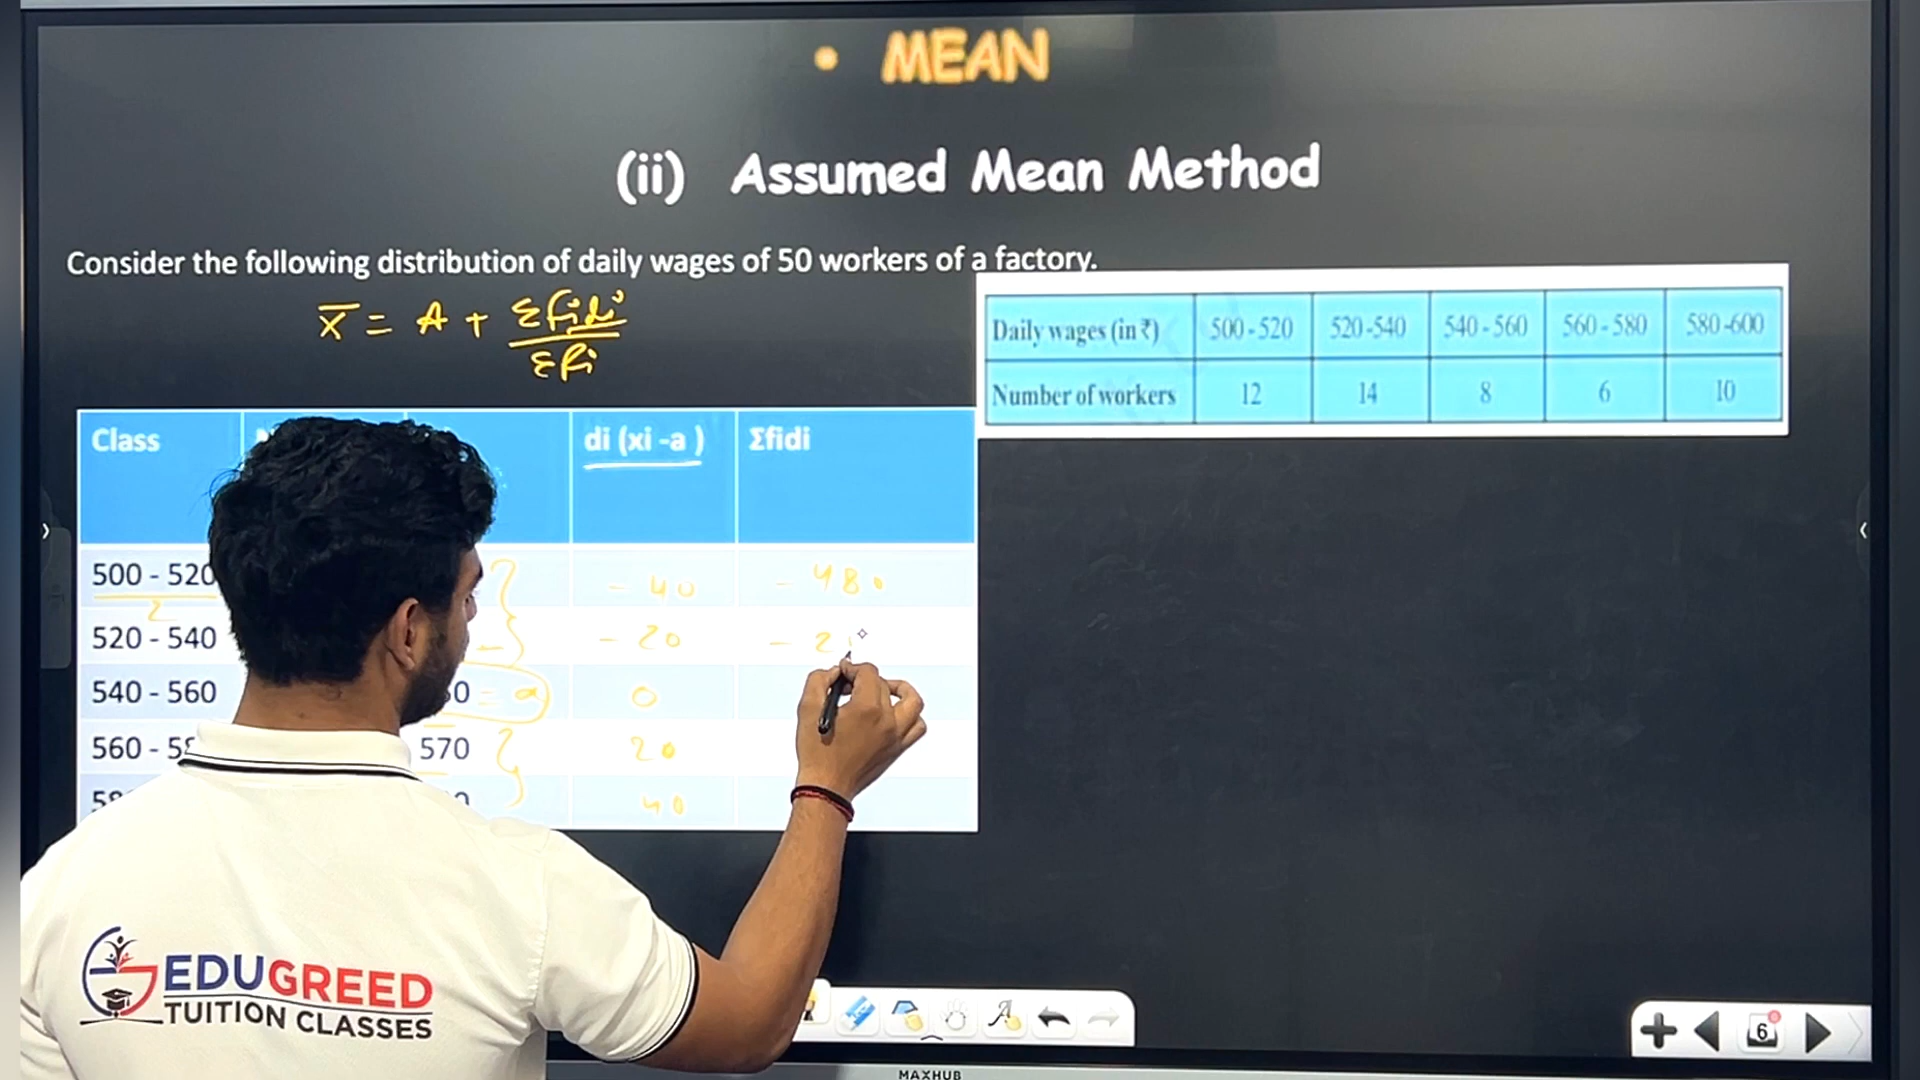 • MEAN
(ii) Assumed Mean Method
Consider the following distribution of daily wages of 50 workers of a factory.
x̄ = A + Σfidi / Σfi
Daily wages (in ₹) 500-520 520-540 540-560 560-580 580-600
Number of workers 12 14 8 6 10
Class di (xi -a ) Σfidi
500 - 520 - 40 - 480
2
520 - 540 - 20 - 2
540 - 560 0 = a 0
560 - 5 570 20
40
EDUGREED
TUITION CLASSES
6
MAXHUB